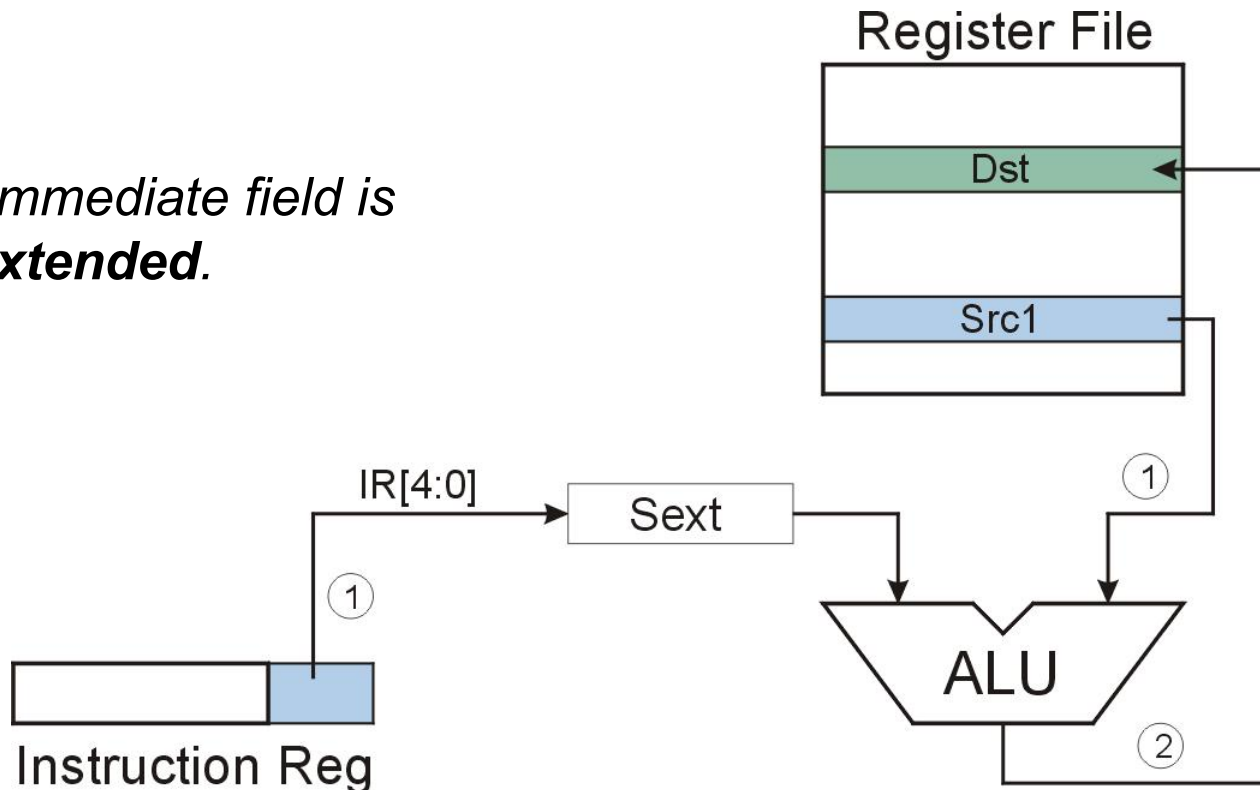 Register File
Dst
mmediate field is
xtended.
Src1
IR[4:0]
Sext
1
1
ALU
2
Instruction Reg